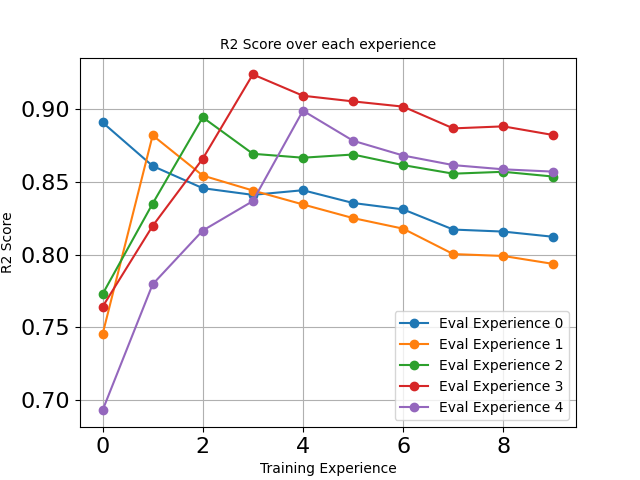 R2 Score over each experience
0.90
0.85
0.80
0.75
0.70
R2 Score
0 2 4 6 8
Training Experience
Eval Experience 0
Eval Experience 1
Eval Experience 2
Eval Experience 3
Eval Experience 4